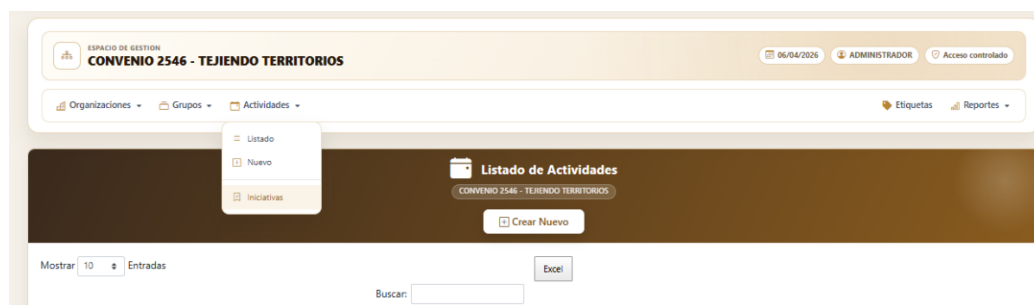 ESPACIO DE GESTION
CONVENIO 2546 - TEJIENDO TERRITORIOS
06/04/2026 ADMINISTRADOR Acceso controlado
Organizaciones Grupos Actividades Etiquetas Reportes
Listado
Nuevo
Iniciativas
Listado de Actividades
CONVENIO 2546 - TEJIENDO TERRITORIOS
Crear Nuevo
Mostrar 10 Entradas Excel
Buscar: